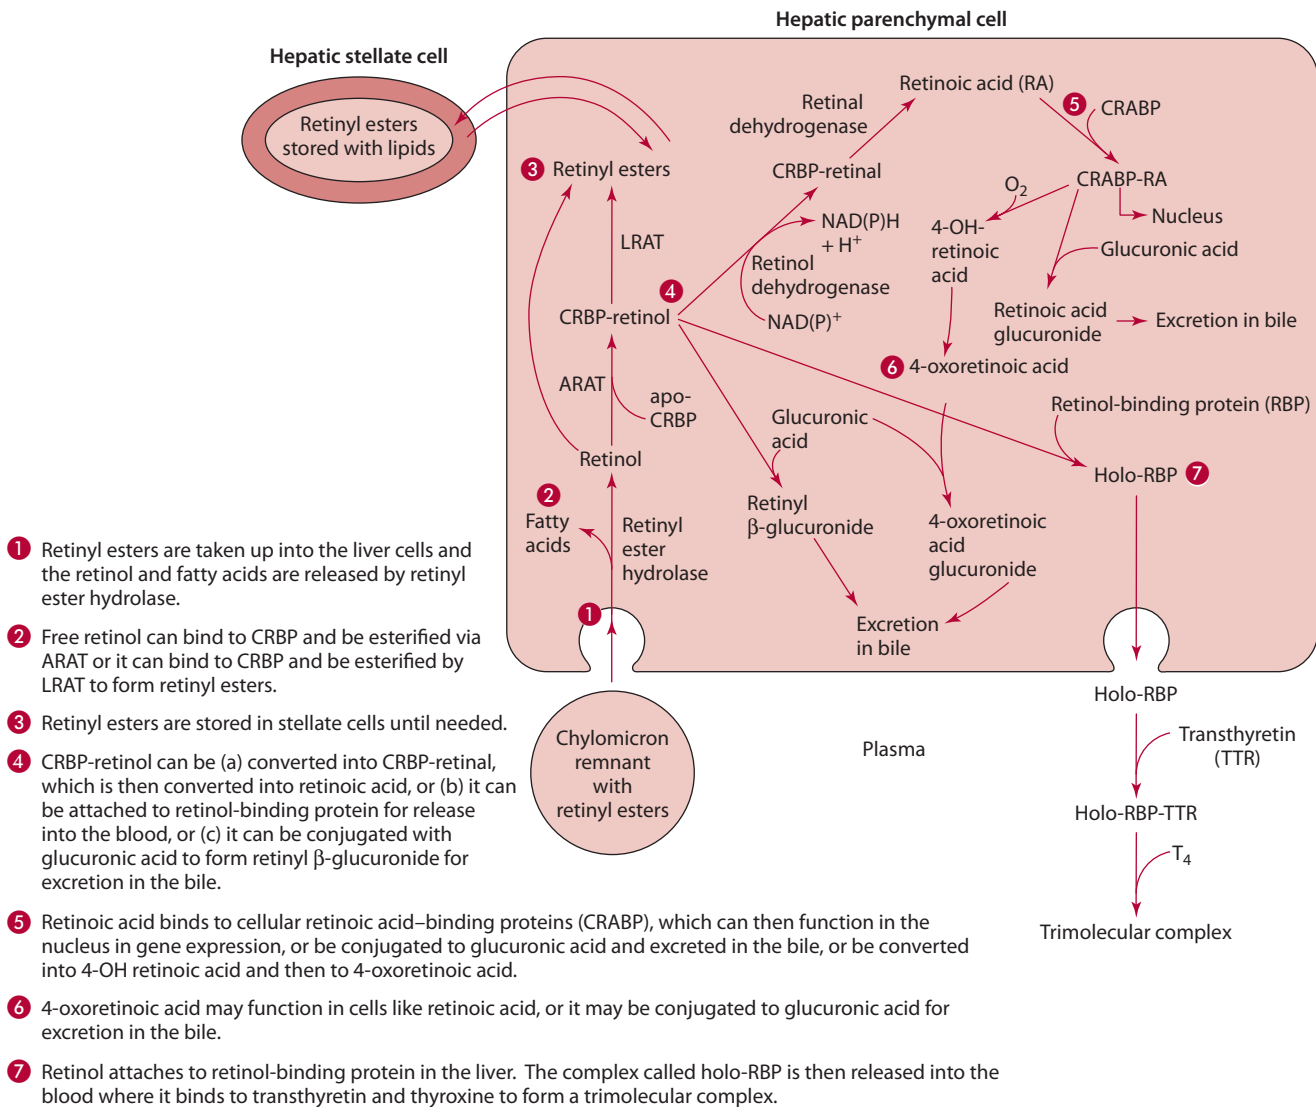 Hepatic parenchymal cell
Hepatic stellate cell
Retinyl esters
stored with lipids
Retinoic acid (RA)
Retinal
dehydrogenase
5
CRABP
3
Retinyl esters
CRBP-retinal
CRABP-RA
O₂
Nucleus
4-OH-
retinoic
acid
NAD(P)H
+ H⁺
LRAT
Retinol
dehydrogenase
Glucuronic acid
4
CRBP-retinol
NAD(P)⁺
Retinoic acid
glucuronide
Excretion in bile
6
4-oxoretinoic acid
ARAT
apo-
CRBP
Glucuronic
acid
Retinol-binding protein (RBP)
Retinol
Holo-RBP
7
2
Fatty
acids
Retinyl
ester
hydrolase
Retinyl
β-glucuronide
4-oxoretinoic
acid
glucuronide
1
Excretion
in bile
Chylomicron
remnant
with
retinyl esters
Plasma
Holo-RBP
Transthyretin
(TTR)
Holo-RBP-TTR
T₄
Trimolecular complex
1 Retinyl esters are taken up into the liver cells and
the retinol and fatty acids are released by retinyl
ester hydrolase.
2 Free retinol can bind to CRBP and be esterified via
ARAT or it can bind to CRBP and be esterified by
LRAT to form retinyl esters.
3 Retinyl esters are stored in stellate cells until needed.
4 CRBP-retinol can be (a) converted into CRBP-retinal,
which is then converted into retinoic acid, or (b) it can
be attached to retinol-binding protein for release
into the blood, or (c) it can be conjugated with
glucuronic acid to form retinyl β-glucuronide for
excretion in the bile.
5 Retinoic acid binds to cellular retinoic acid–binding proteins (CRABP), which can then function in the
nucleus in gene expression, or be conjugated to glucuronic acid and excreted in the bile, or be converted
into 4-OH retinoic acid and then to 4-oxoretinoic acid.
6 4-oxoretinoic acid may function in cells like retinoic acid, or it may be conjugated to glucuronic acid for
excretion in the bile.
7 Retinol attaches to retinol-binding protein in the liver. The complex called holo-RBP is then released into the
blood where it binds to transthyretin and thyroxine to form a trimolecular complex.